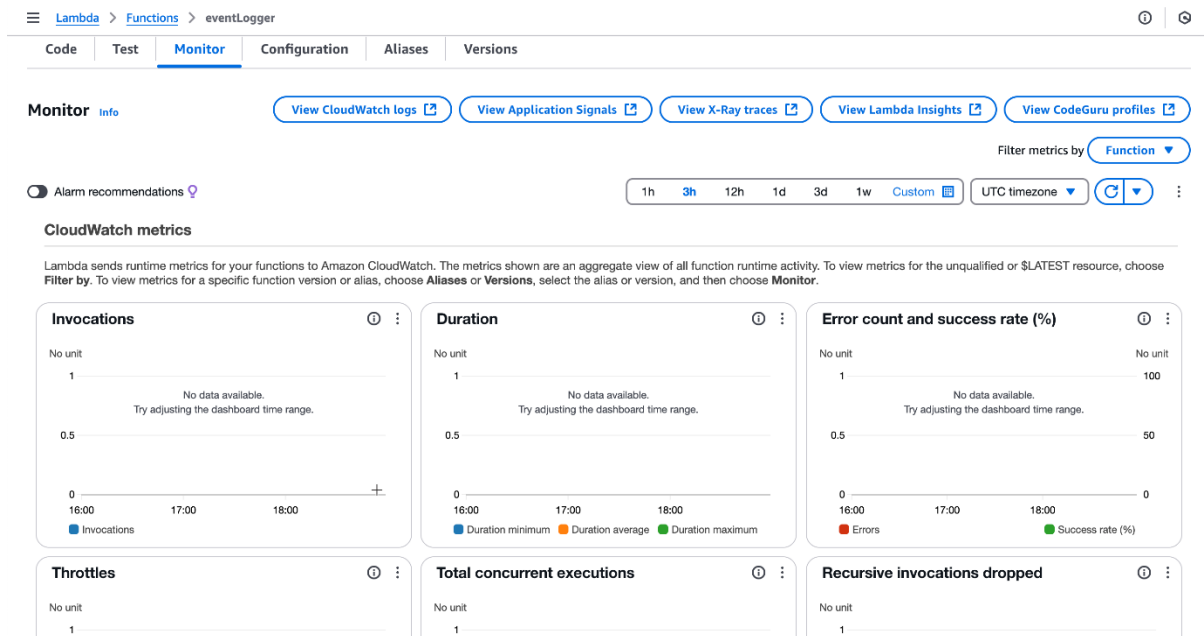 Lambda > Functions > eventLogger
Code Test Monitor Configuration Aliases Versions
Monitor Info View CloudWatch logs View Application Signals View X-Ray traces View Lambda Insights View CodeGuru profiles
Filter metrics by Function
Alarm recommendations 1h 3h 12h 1d 3d 1w Custom UTC timezone
CloudWatch metrics
Lambda sends runtime metrics for your functions to Amazon CloudWatch. The metrics shown are an aggregate view of all function runtime activity. To view metrics for the unqualified or $LATEST resource, choose
Filter by. To view metrics for a specific function version or alias, choose Aliases or Versions, select the alias or version, and then choose Monitor.
Invocations
No unit
1
No data available.
Try adjusting the dashboard time range.
0.5
0
16:00 17:00 18:00
Invocations
Duration
No unit
1
No data available.
Try adjusting the dashboard time range.
0.5
0
16:00 17:00 18:00
Duration minimum Duration average Duration maximum
Error count and success rate (%)
No unit No unit
1 100
No data available.
Try adjusting the dashboard time range.
0.5 50
0 0
16:00 17:00 18:00
Errors Success rate (%)
Throttles
No unit
1
Total concurrent executions
No unit
1
Recursive invocations dropped
No unit
1